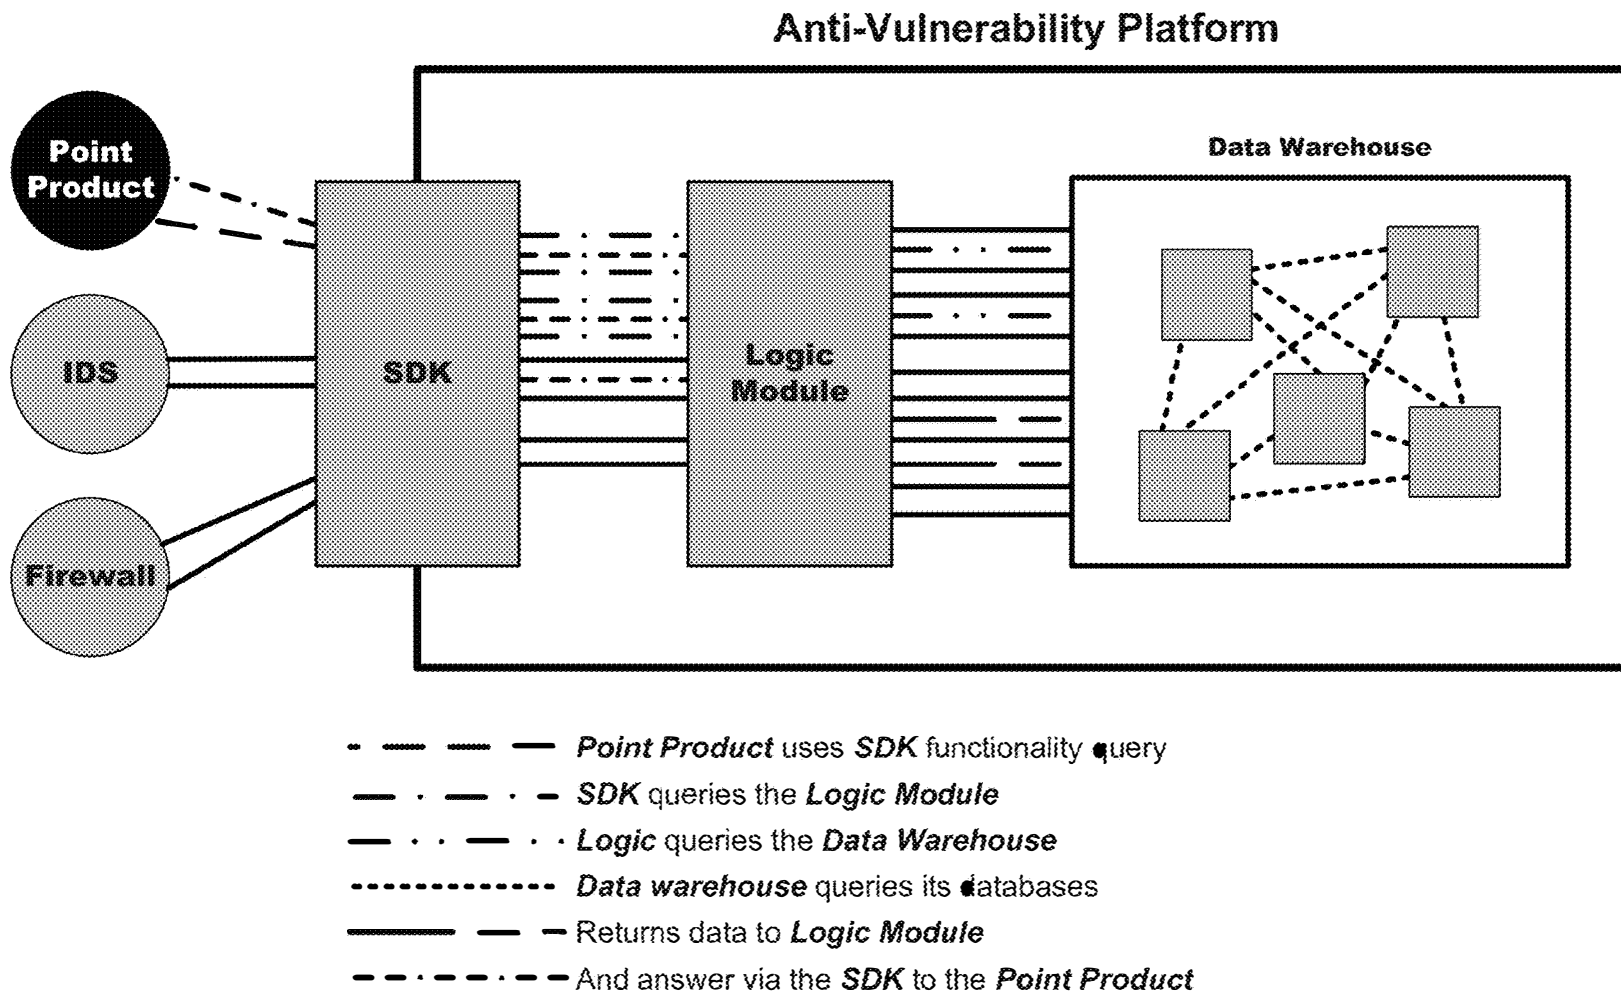 Anti-Vulnerability Platform
Point
Product
Data Warehouse
IDS
SDK
Logic
Module
Firewall
Point Product uses SDK functionality query
SDK queries the Logic Module
Logic queries the Data Warehouse
Data warehouse queries its databases
Returns data to Logic Module
And answer via the SDK to the Point Product